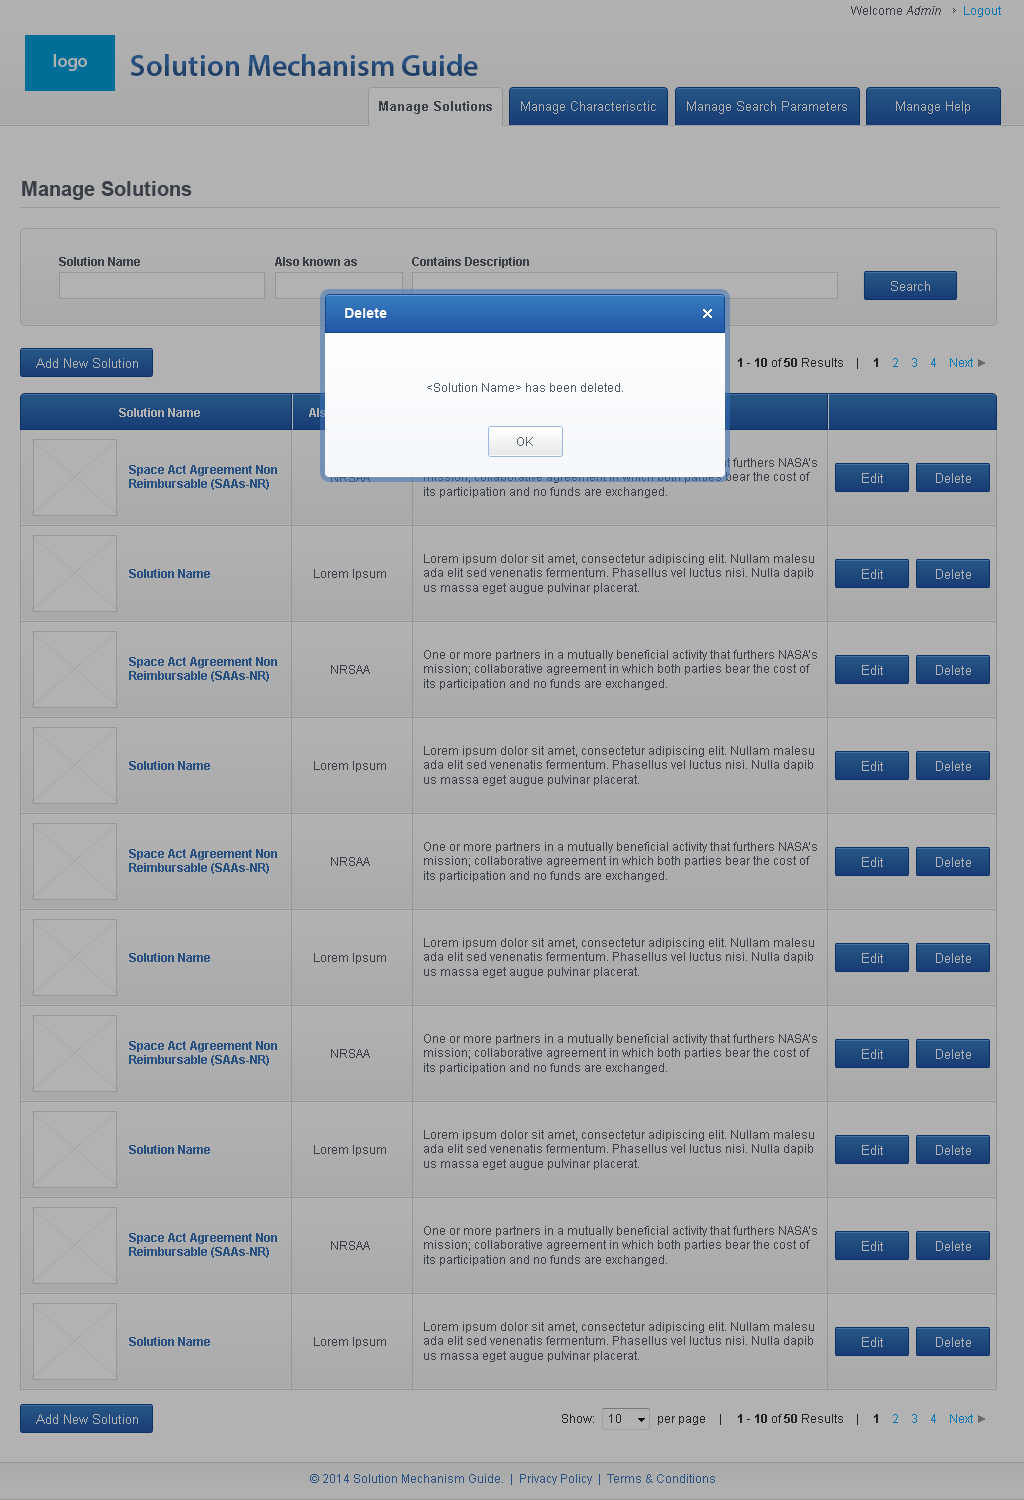 Welcome Admin Logout
logo
Solution Mechanism Guide
Manage Solutions Manage Characterisctic Manage Search Parameters Manage Help
Manage Solutions
Solution Name Also known as Contains Description
Search
Delete ×
Add New Solution
1 - 10 of 50 Results | 1 2 3 4 Next
<Solution Name> has been deleted.
OK
Solution Name
Space Act Agreement Non
Reimbursable (SAAs-NR)
NRSAA
furthers NASA's
mission; collaborative agreement in which both parties bear the cost of
its participation and no funds are exchanged.
Edit Delete
Solution Name
Lorem Ipsum
Lorem ipsum dolor sit amet, consectetur adipiscing elit. Nullam malesu
ada elit sed venenatis fermentum. Phasellus vel luctus nisi. Nulla dapib
us massa eget augue pulvinar placerat.
Edit Delete
Space Act Agreement Non
Reimbursable (SAAs-NR)
NRSAA
One or more partners in a mutually beneficial activity that furthers NASA's
mission; collaborative agreement in which both parties bear the cost of
its participation and no funds are exchanged.
Edit Delete
Solution Name
Lorem Ipsum
Lorem ipsum dolor sit amet, consectetur adipiscing elit. Nullam malesu
ada elit sed venenatis fermentum. Phasellus vel luctus nisi. Nulla dapib
us massa eget augue pulvinar placerat.
Edit Delete
Space Act Agreement Non
Reimbursable (SAAs-NR)
NRSAA
One or more partners in a mutually beneficial activity that furthers NASA's
mission; collaborative agreement in which both parties bear the cost of
its participation and no funds are exchanged.
Edit Delete
Solution Name
Lorem Ipsum
Lorem ipsum dolor sit amet, consectetur adipiscing elit. Nullam malesu
ada elit sed venenatis fermentum. Phasellus vel luctus nisi. Nulla dapib
us massa eget augue pulvinar placerat.
Edit Delete
Space Act Agreement Non
Reimbursable (SAAs-NR)
NRSAA
One or more partners in a mutually beneficial activity that furthers NASA's
mission; collaborative agreement in which both parties bear the cost of
its participation and no funds are exchanged.
Edit Delete
Solution Name
Lorem Ipsum
Lorem ipsum dolor sit amet, consectetur adipiscing elit. Nullam malesu
ada elit sed venenatis fermentum. Phasellus vel luctus nisi. Nulla dapib
us massa eget augue pulvinar placerat.
Edit Delete
Space Act Agreement Non
Reimbursable (SAAs-NR)
NRSAA
One or more partners in a mutually beneficial activity that furthers NASA's
mission; collaborative agreement in which both parties bear the cost of
its participation and no funds are exchanged.
Edit Delete
Solution Name
Lorem Ipsum
Lorem ipsum dolor sit amet, consectetur adipiscing elit. Nullam malesu
ada elit sed venenatis fermentum. Phasellus vel luctus nisi. Nulla dapib
us massa eget augue pulvinar placerat.
Edit Delete
Add New Solution
Show: 10 per page | 1 - 10 of 50 Results | 1 2 3 4 Next
© 2014 Solution Mechanism Guide. | Privacy Policy | Terms & Conditions